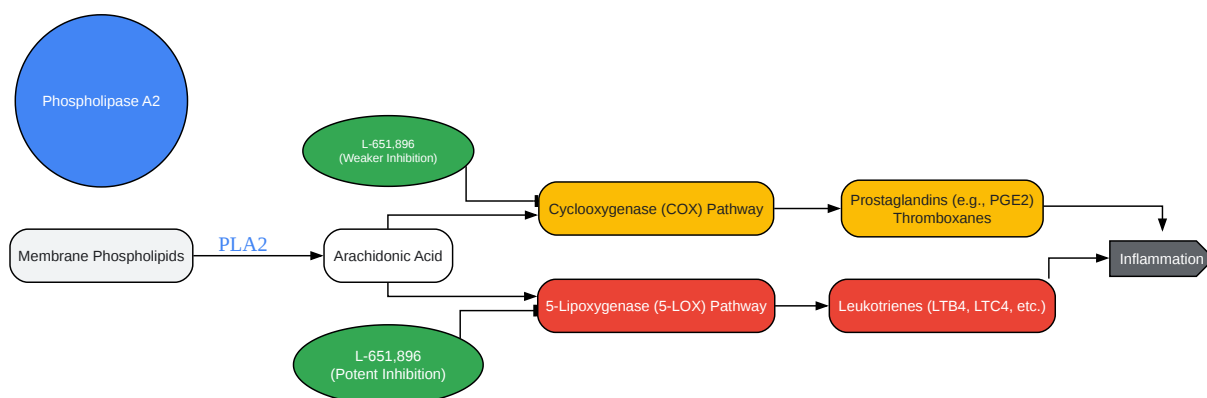 Phospholipase A2
L-651,896
(Weaker Inhibition)
Cyclooxygenase (COX) Pathway
Prostaglandins (e.g., PGE2)
Thromboxanes
PLA2
Membrane Phospholipids
Arachidonic Acid
Inflammation
5-Lipoxygenase (5-LOX) Pathway
Leukotrienes (LTB4, LTC4, etc.)
L-651,896
(Potent Inhibition)